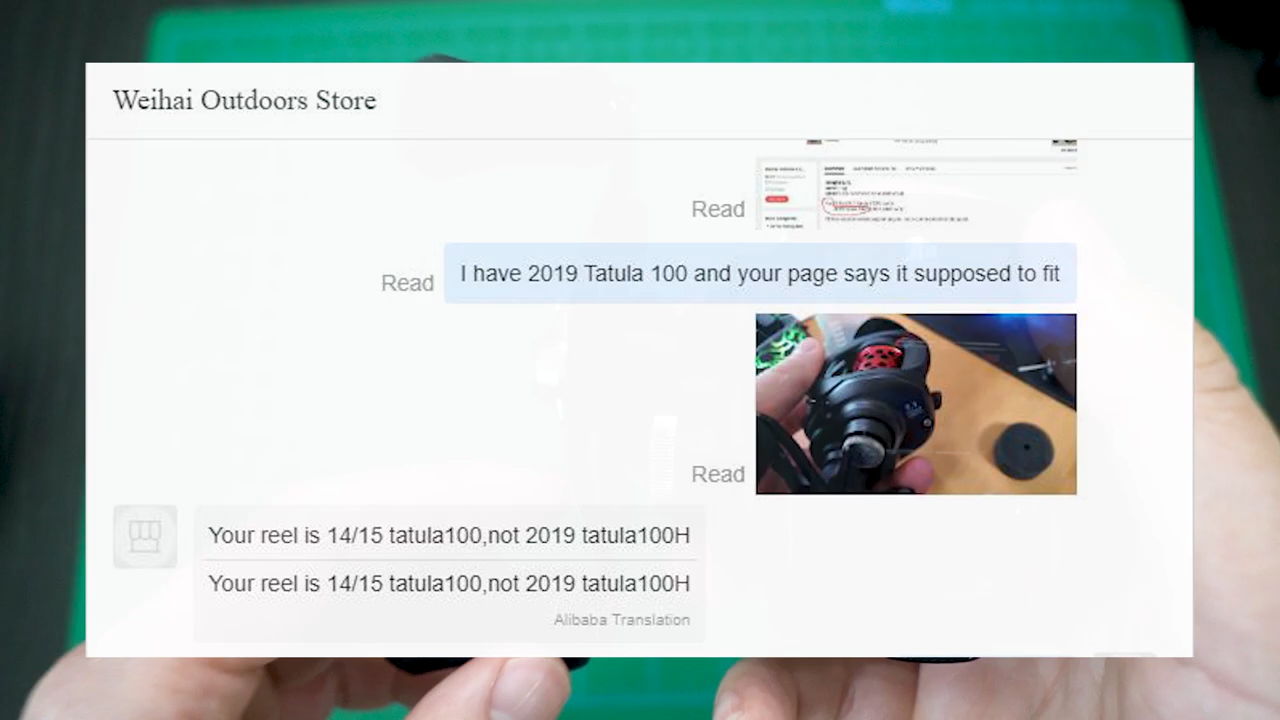 Weihai Outdoors Store
Read
Read
I have 2019 Tatula 100 and your page says it supposed to fit
Read
Your reel is 14/15 tatula100,not 2019 tatula100H
Your reel is 14/15 tatula100,not 2019 tatula100H
Alibaba Translation